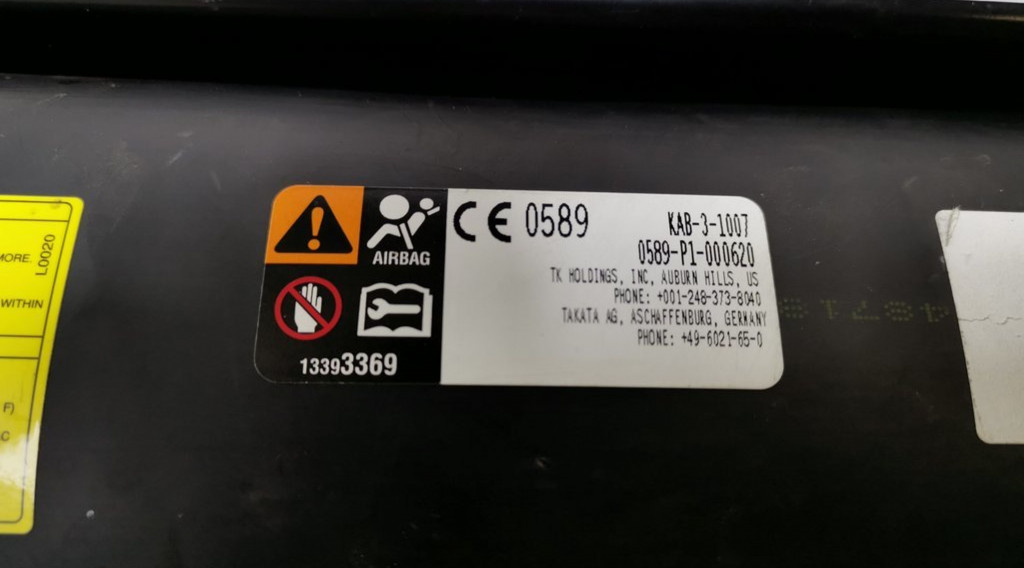 MORE.
L0020
WITHIN
F)
C
AIRBAG
13393369
CE 0589
KAB-3-1007
0589-P1-000620
TK HOLDINGS, INC, AUBURN HILLS, US
PHONE: +001-248-373-8040
TAKATA AG, ASCHAFFENBURG, GERMANY
PHONE: +49-6021-65-0